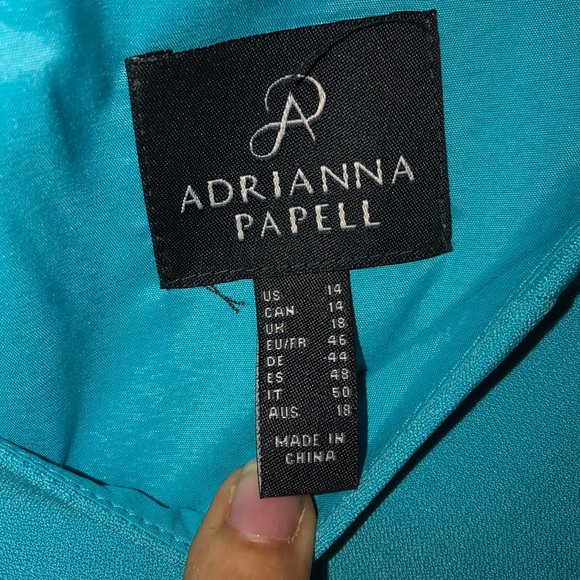 AP
ADRIANNA
PAPELL
US 14
CAN 14
UK 18
EU/FR 46
DE 44
ES 48
IT 50
AUS 18
MADE IN
CHINA